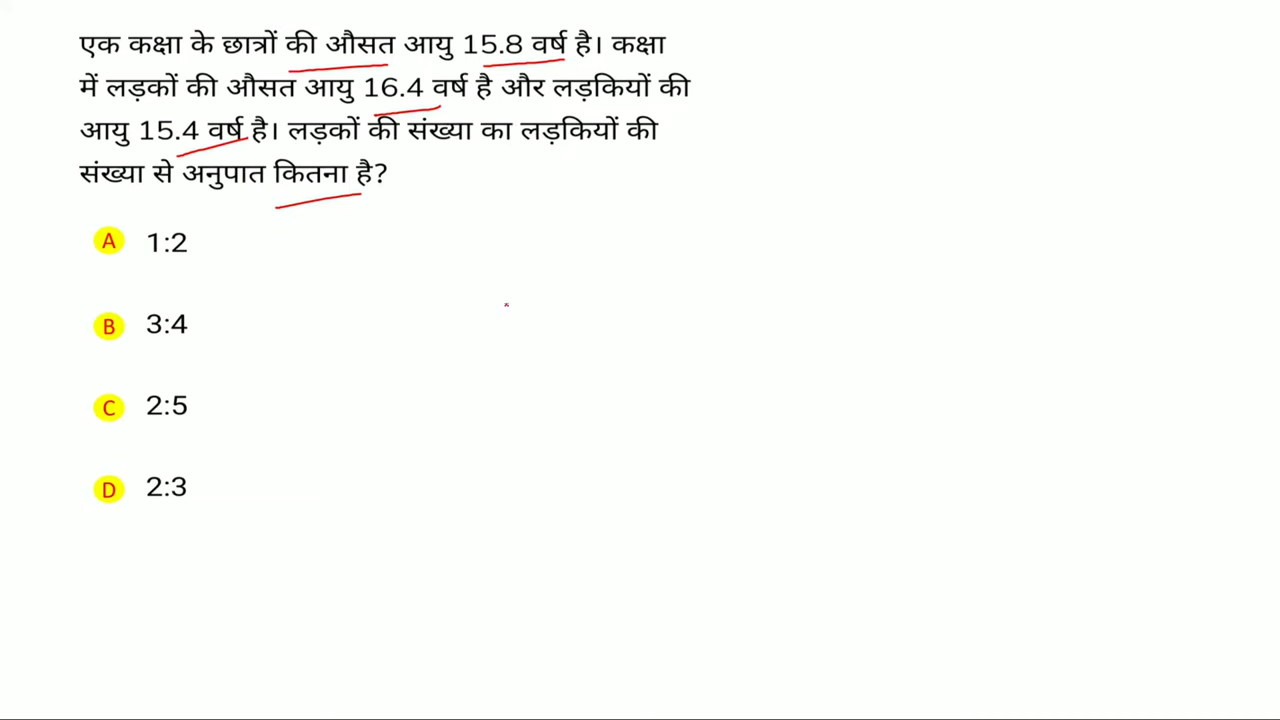 एक कक्षा के छात्रों की औसत आयु 15.8 वर्ष है। कक्षा
में लड़कों की औसत आयु 16.4 वर्ष है और लड़कियों की
आयु 15.4 वर्ष है। लड़कों की संख्या का लड़कियों की
संख्या से अनुपात कितना है?
A 1:2
B 3:4
C 2:5
D 2:3